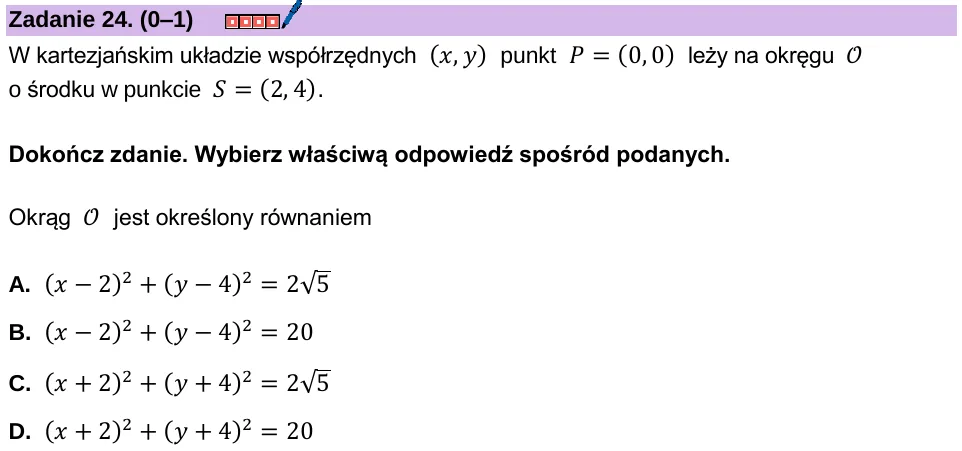 Zadanie 24. (0–1)
W kartezjańskim układzie współrzędnych (x, y) punkt P = (0, 0) leży na okręgu 𝒪
o środku w punkcie S = (2, 4).
Dokończ zdanie. Wybierz właściwą odpowiedź spośród podanych.
Okrąg 𝒪 jest określony równaniem
A. (x − 2)² + (y − 4)² = 2√5
B. (x − 2)² + (y − 4)² = 20
C. (x + 2)² + (y + 4)² = 2√5
D. (x + 2)² + (y + 4)² = 20